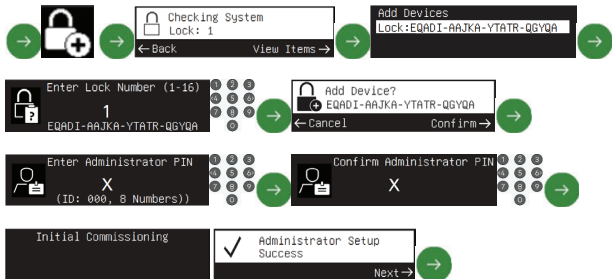 Checking System
Lock: 1
←Back View Items→
Add Devices
Lock:EQADI-AAJKA-YTATR-QGYQA
Enter Lock Number (1-16)
1
EQADI-AAJKA-YTATR-QGYQA
1 2 3
4 5 6
7 8 9
0
Add Device?
EQADI-AAJKA-YTATR-QGYQA
←Cancel Confirm→
Enter Administrator PIN
X
(ID: 000, 8 Numbers))
1 2 3
4 5 6
7 8 9
0
Confirm Administrator PIN
X
1 2 3
4 5 6
7 8 9
0
Initial Commissioning
Administrator Setup
Success
Next→